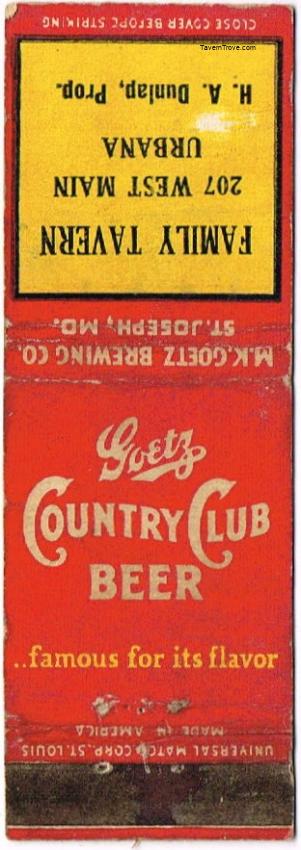 TavernTrove.com
CLOSE COVER BEFORE STRIKING
FAMILY TAVERN
207 WEST MAIN
URBANA
H. A. Dunlap, Prop.
M.K.GOETZ BREWING CO.
ST. JOSEPH, MO.
Goetz
COUNTRY CLUB
BEER
..famous for its flavor
UNIVERSAL MATCH CORP., ST. LOUIS
MADE IN AMERICA